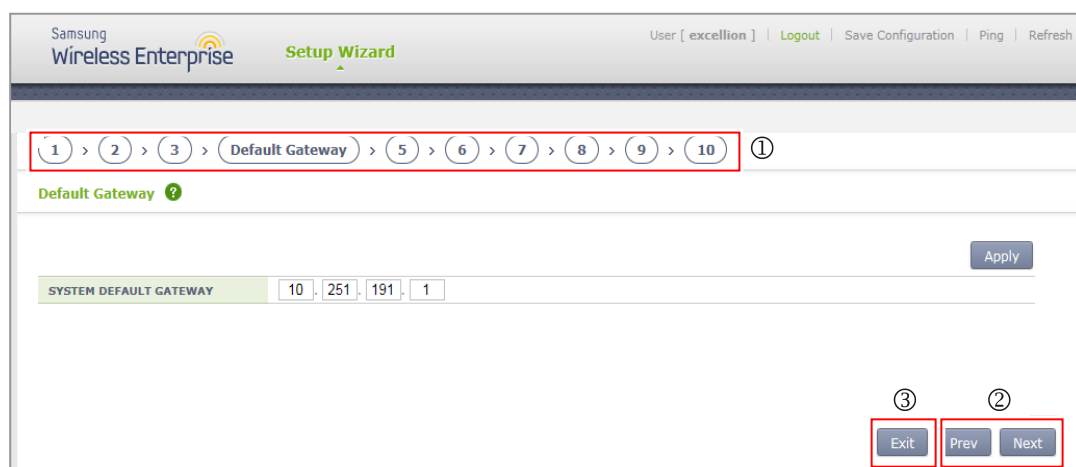 Samsung
Wireless Enterprise
Setup Wizard
User [ excellion ] | Logout | Save Configuration | Ping | Refresh
1 > 2 > 3 > Default Gateway > 5 > 6 > 7 > 8 > 9 > 10 ①
Default Gateway ?
Apply
SYSTEM DEFAULT GATEWAY 10 . 251 . 191 . 1
③ ②
Exit Prev Next